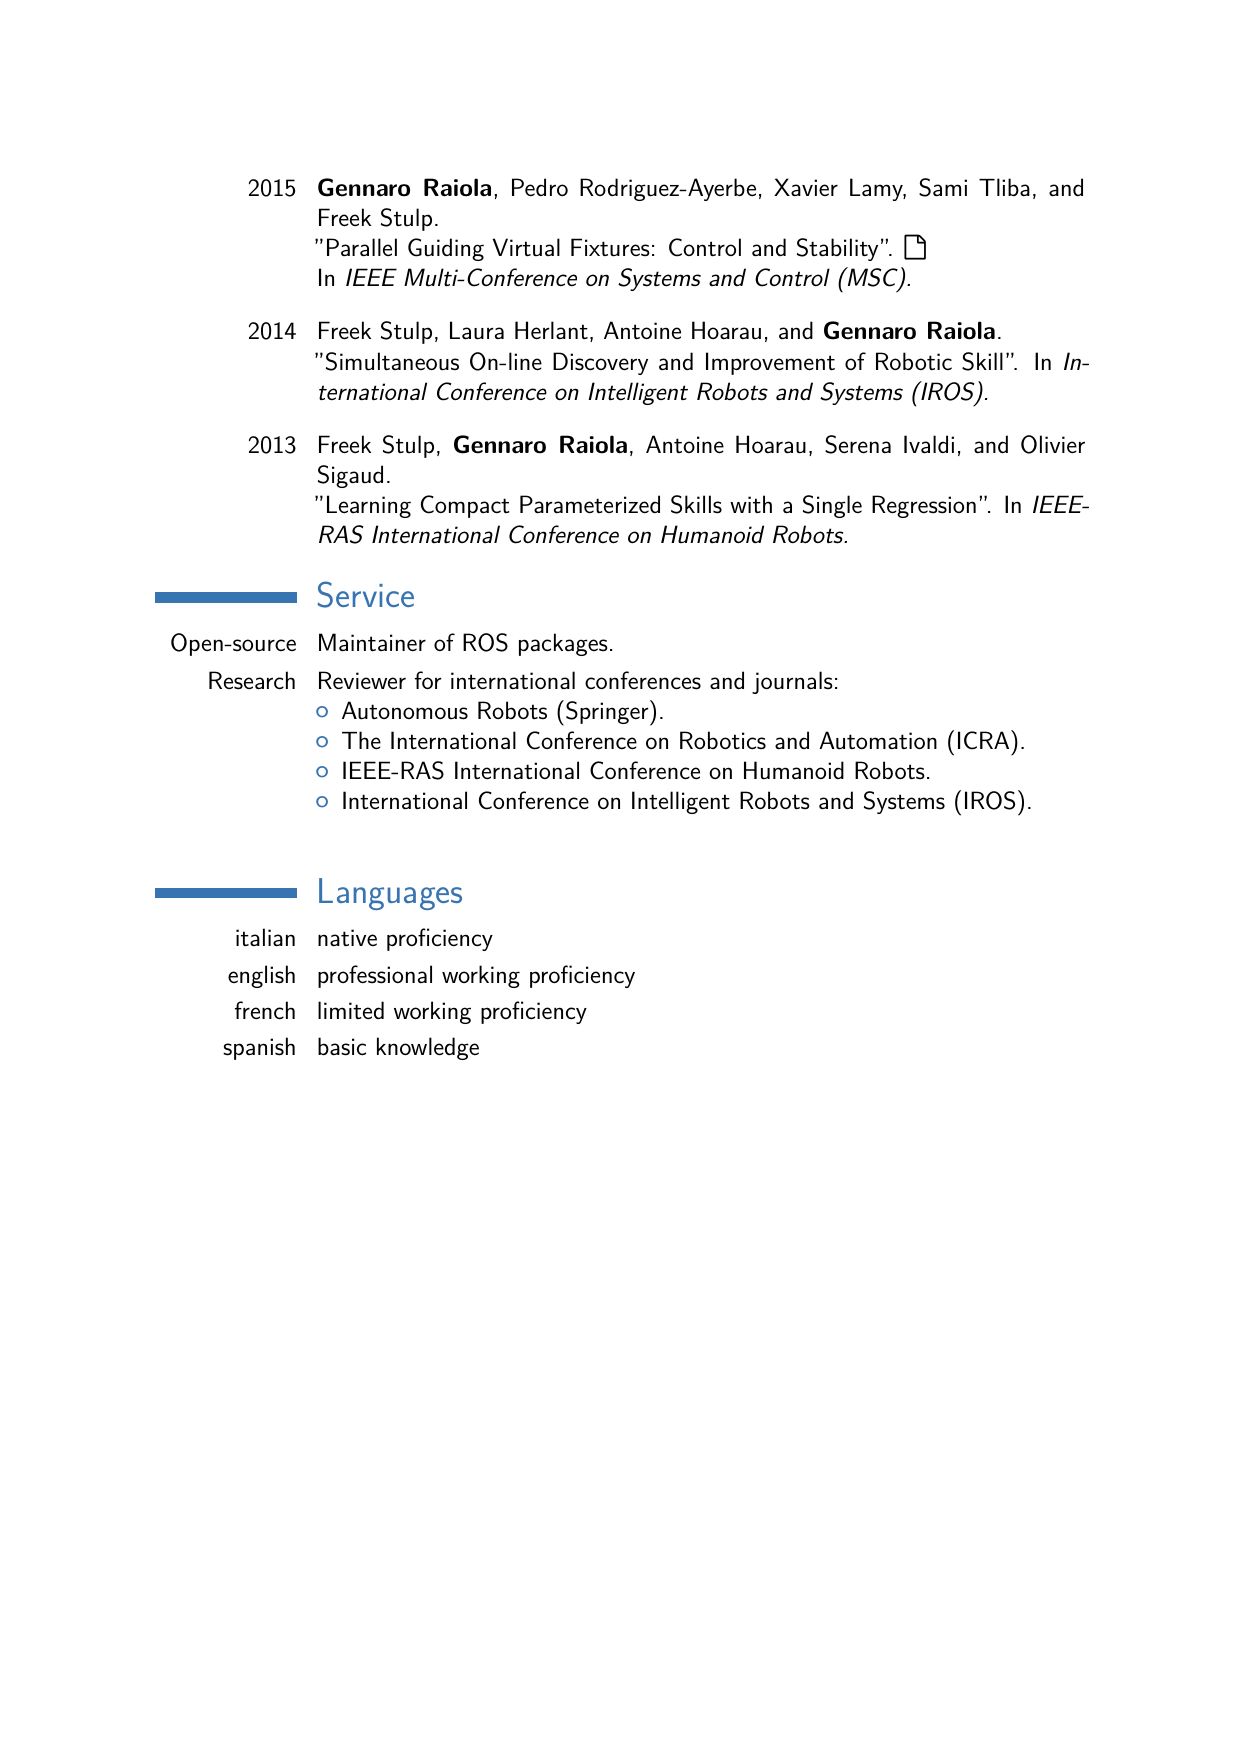 2015 Gennaro Raiola, Pedro Rodriguez-Ayerbe, Xavier Lamy, Sami Tliba, and
Freek Stulp.
”Parallel Guiding Virtual Fixtures: Control and Stability”.
In IEEE Multi-Conference on Systems and Control (MSC).
2014 Freek Stulp, Laura Herlant, Antoine Hoarau, and Gennaro Raiola.
”Simultaneous On-line Discovery and Improvement of Robotic Skill”. In In-
ternational Conference on Intelligent Robots and Systems (IROS).
2013 Freek Stulp, Gennaro Raiola, Antoine Hoarau, Serena Ivaldi, and Olivier
Sigaud.
”Learning Compact Parameterized Skills with a Single Regression”. In IEEE-
RAS International Conference on Humanoid Robots.
Service
Open-source Maintainer of ROS packages.
Research Reviewer for international conferences and journals:
Autonomous Robots (Springer).
The International Conference on Robotics and Automation (ICRA).
IEEE-RAS International Conference on Humanoid Robots.
International Conference on Intelligent Robots and Systems (IROS).
Languages
italian native proficiency
english professional working proficiency
french limited working proficiency
spanish basic knowledge